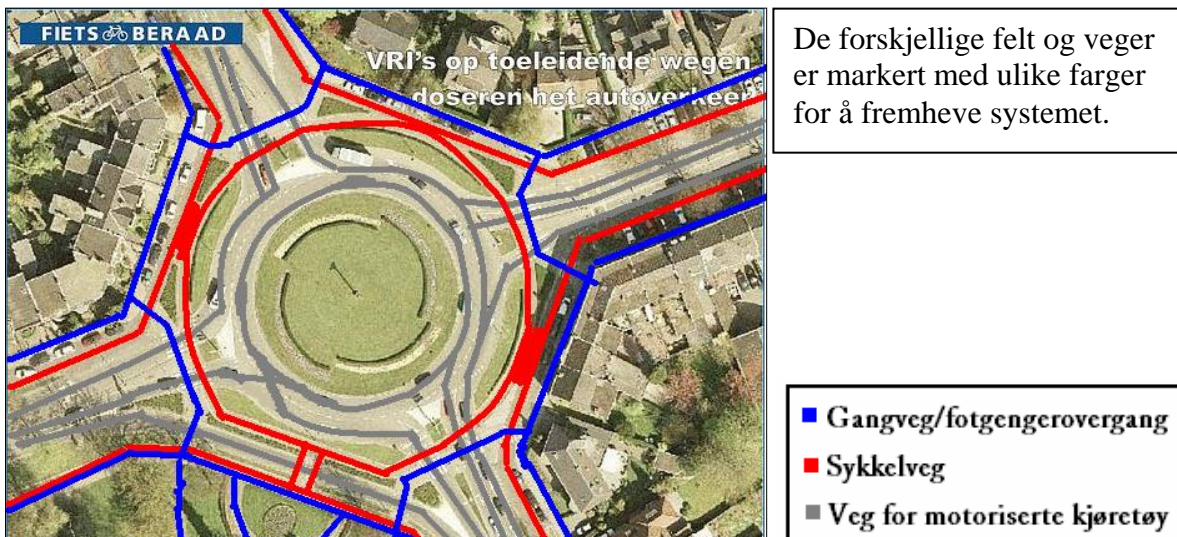 FIETS BERAAD
VRI's op toeleidende wegen
doseren het autoverkeer
De forskjellige felt og veger
er markert med ulike farger
for å fremheve systemet.
Gangveg/fotgengerovergang
Sykkelveg
Veg for motoriserte kjøretøy